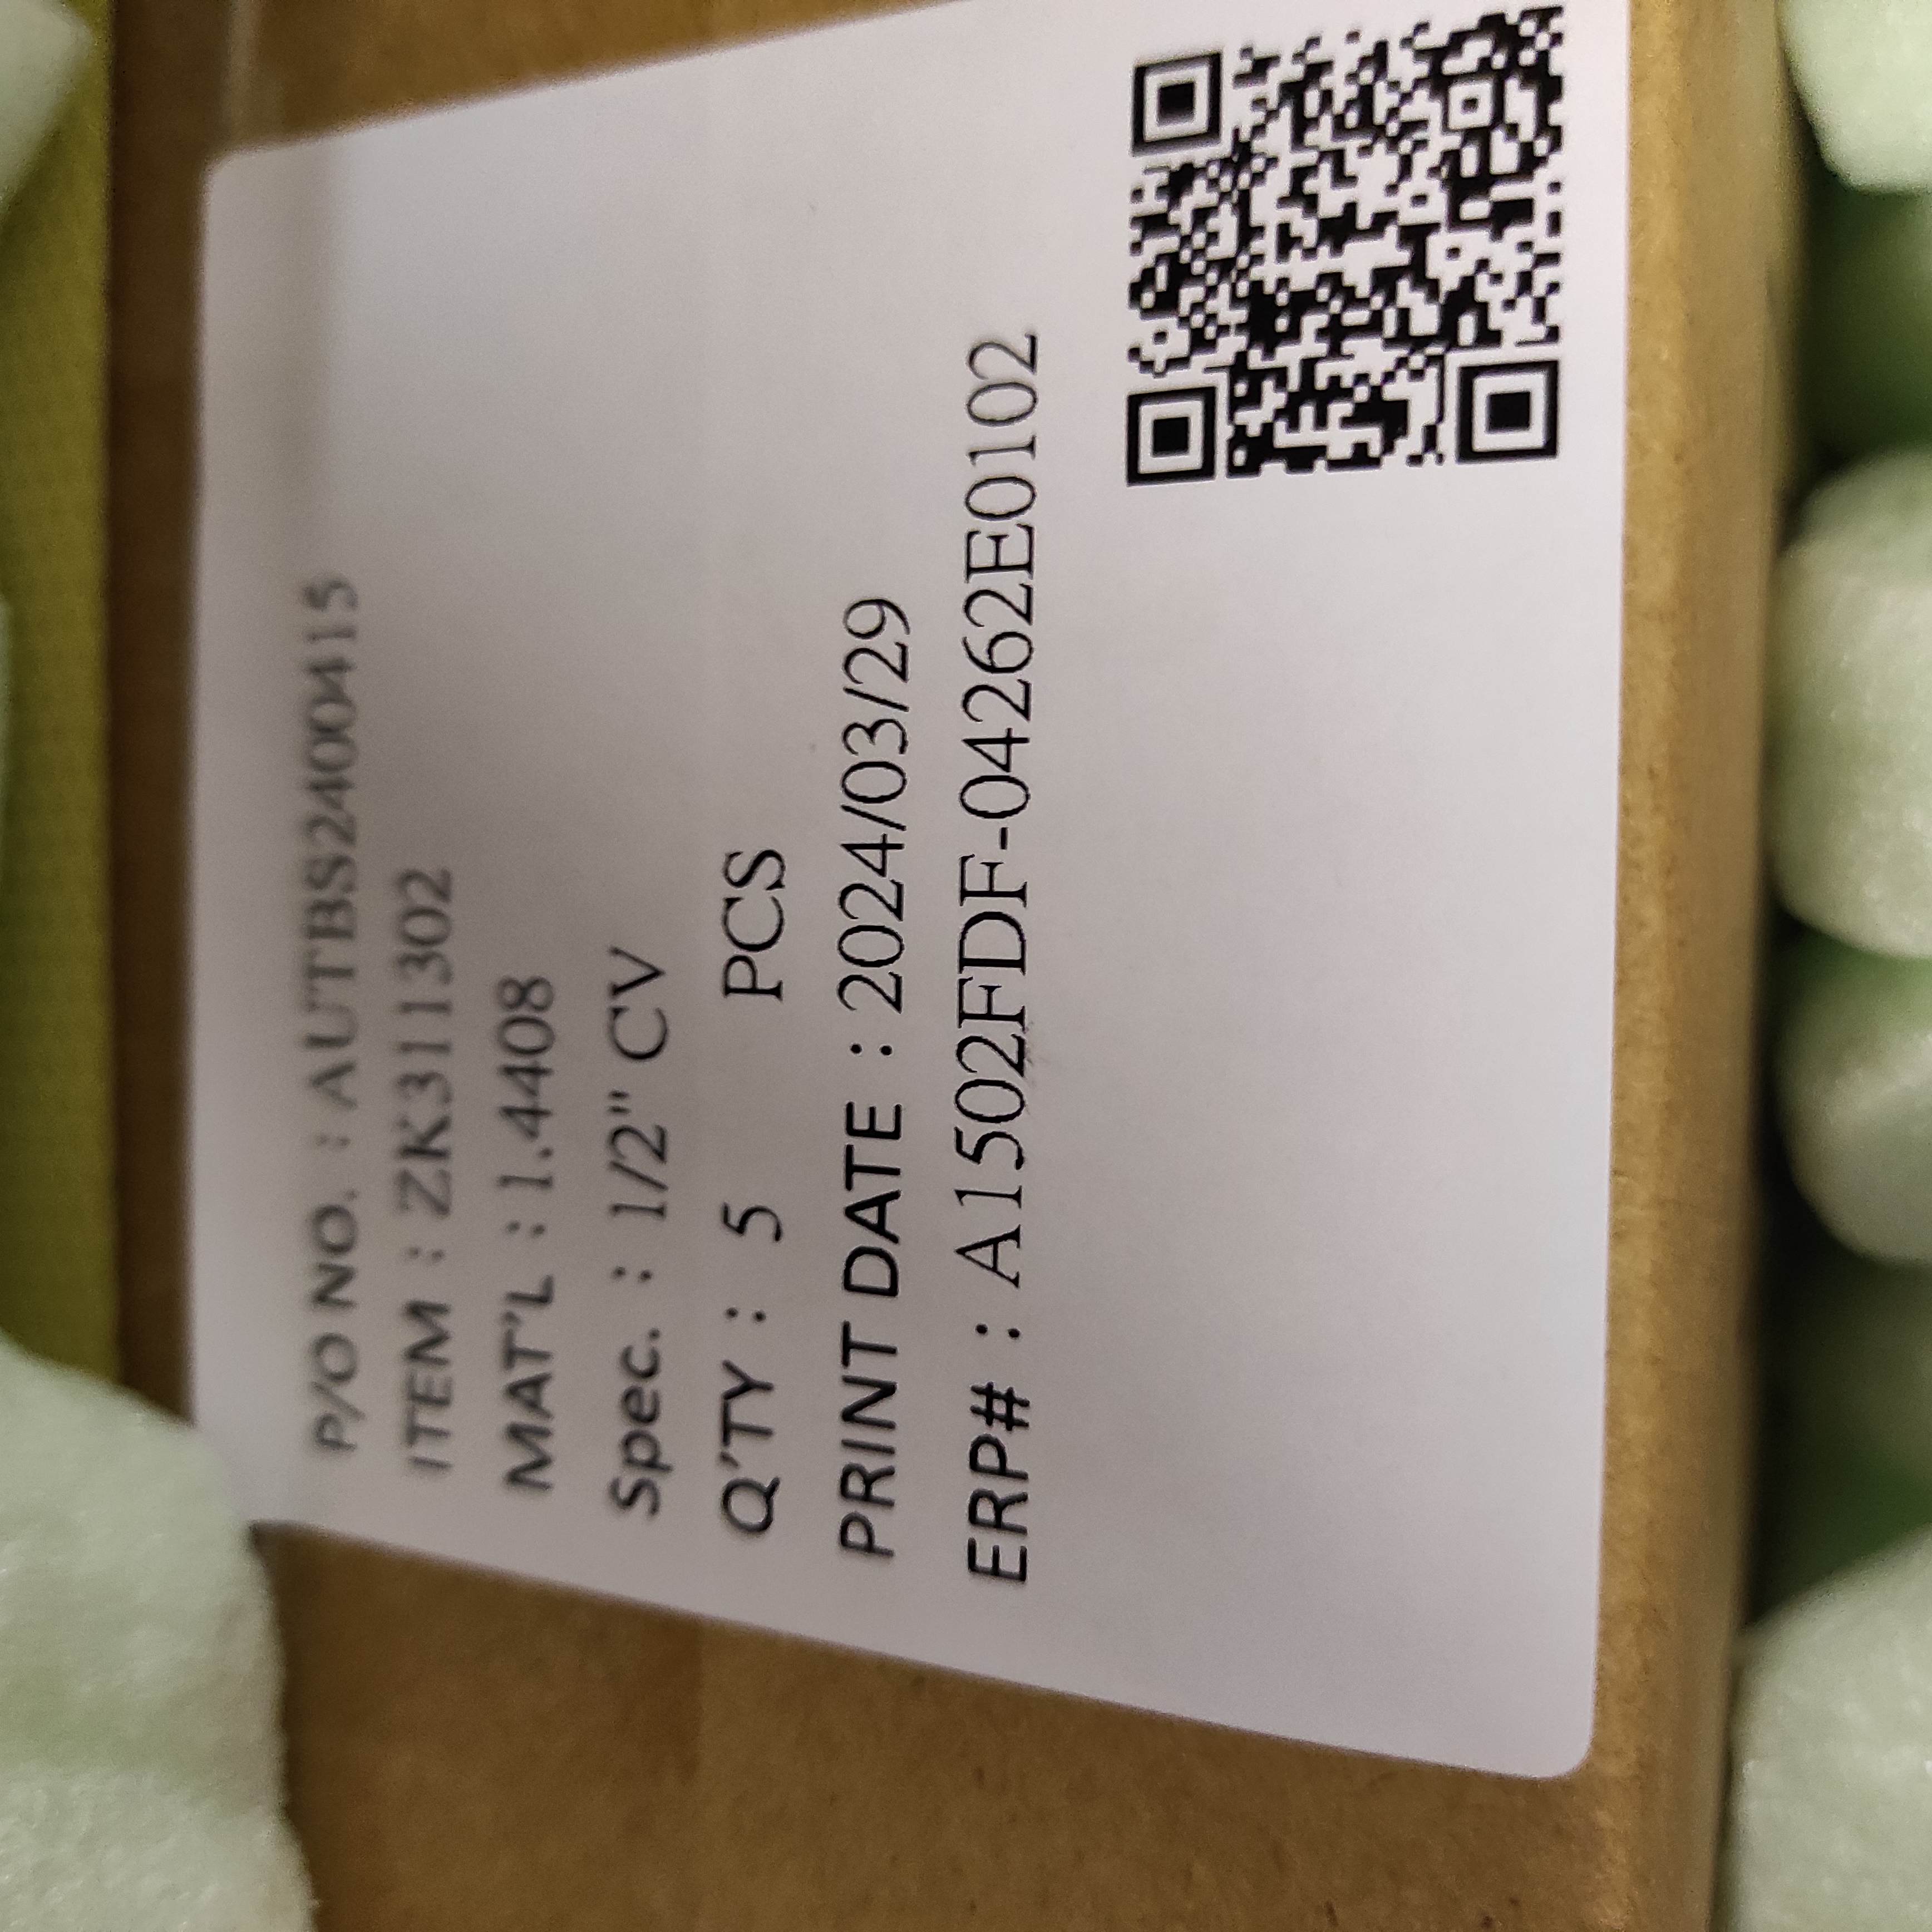 P/O NO. : AUTBS2400415
ITEM : ZK311302
MAT'L : 1.4408
Spec. : 1/2" CV
Q'TY : 5 PCS
PRINT DATE : 2024/03/29
ERP# : A1502FDF-04262E0102